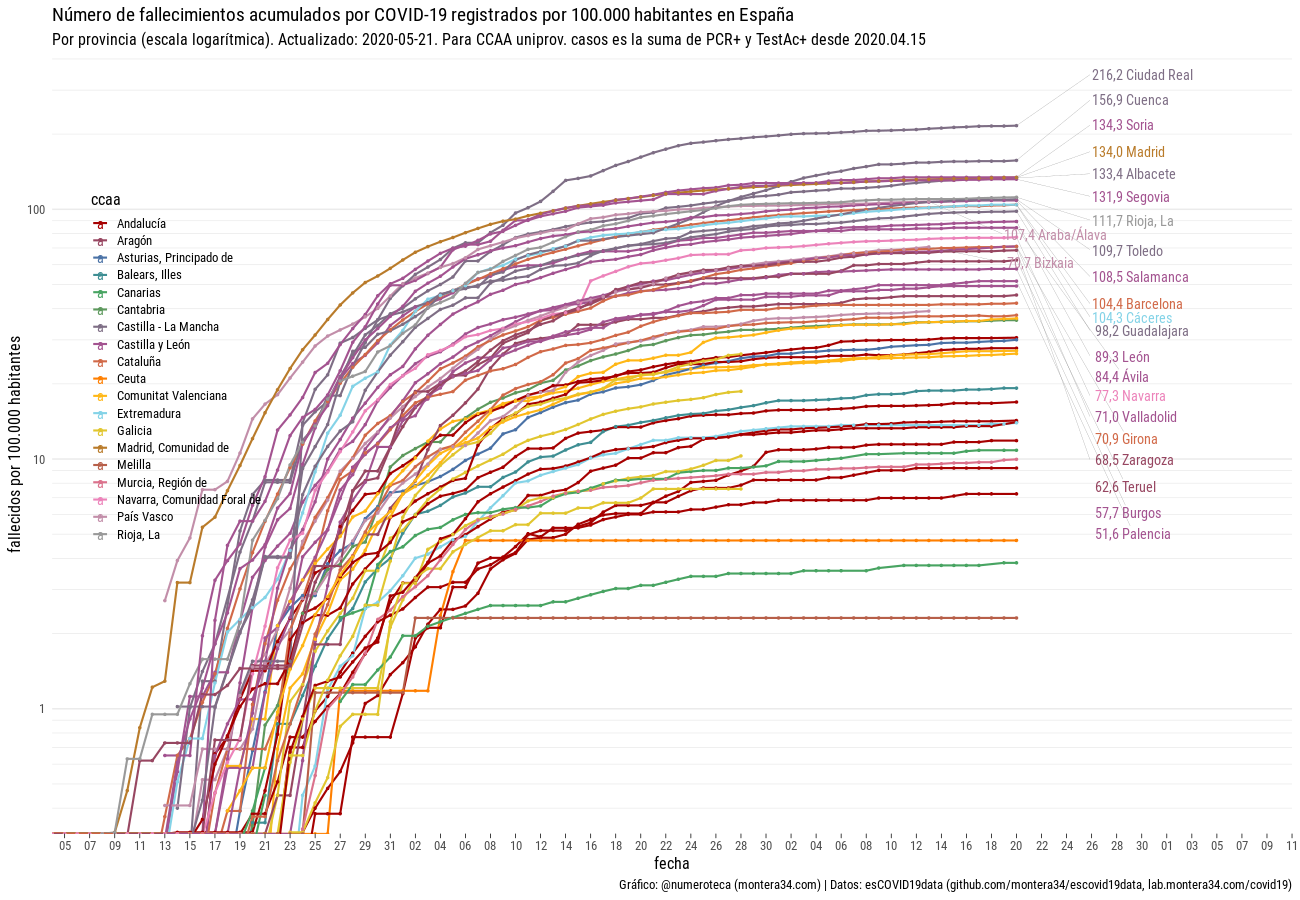 Número de fallecimientos acumulados por COVID-19 registrados por 100.000 habitantes en España
Por provincia (escala logarítmica). Actualizado: 2020-05-21. Para CCAA uniprov. casos es la suma de PCR+ y TestAc+ desde 2020.04.15
fallecidos por 100.000 habitantes
100
10
1
ccaa
Andalucía
Aragón
Asturias, Principado de
Balears, Illes
Canarias
Cantabria
Castilla - La Mancha
Castilla y León
Cataluña
Ceuta
Comunitat Valenciana
Extremadura
Galicia
Madrid, Comunidad de
Melilla
Murcia, Región de
Navarra, Comunidad Foral de
País Vasco
Rioja, La
216,2 Ciudad Real
156,9 Cuenca
134,3 Soria
134,0 Madrid
133,4 Albacete
131,9 Segovia
111,7 Rioja, La
107,4 Araba/Álava
109,7 Toledo
70,7 Bizkaia
108,5 Salamanca
104,4 Barcelona
104,3 Cáceres
98,2 Guadalajara
89,3 León
84,4 Ávila
77,3 Navarra
71,0 Valladolid
70,9 Girona
68,5 Zaragoza
62,6 Teruel
57,7 Burgos
51,6 Palencia
05 07 09 11 13 15 17 19 21 23 25 27 29 31 02 04 06 08 10 12 14 16 18 20 22 24 26 28 30 02 04 06 08 10 12 14 16 18 20 22 24 26 28 30 01 03 05 07 09 11
fecha
Gráfico: @numeroteca (montera34.com) | Datos: esCOVID19data (github.com/montera34/escovid19data, lab.montera34.com/covid19)